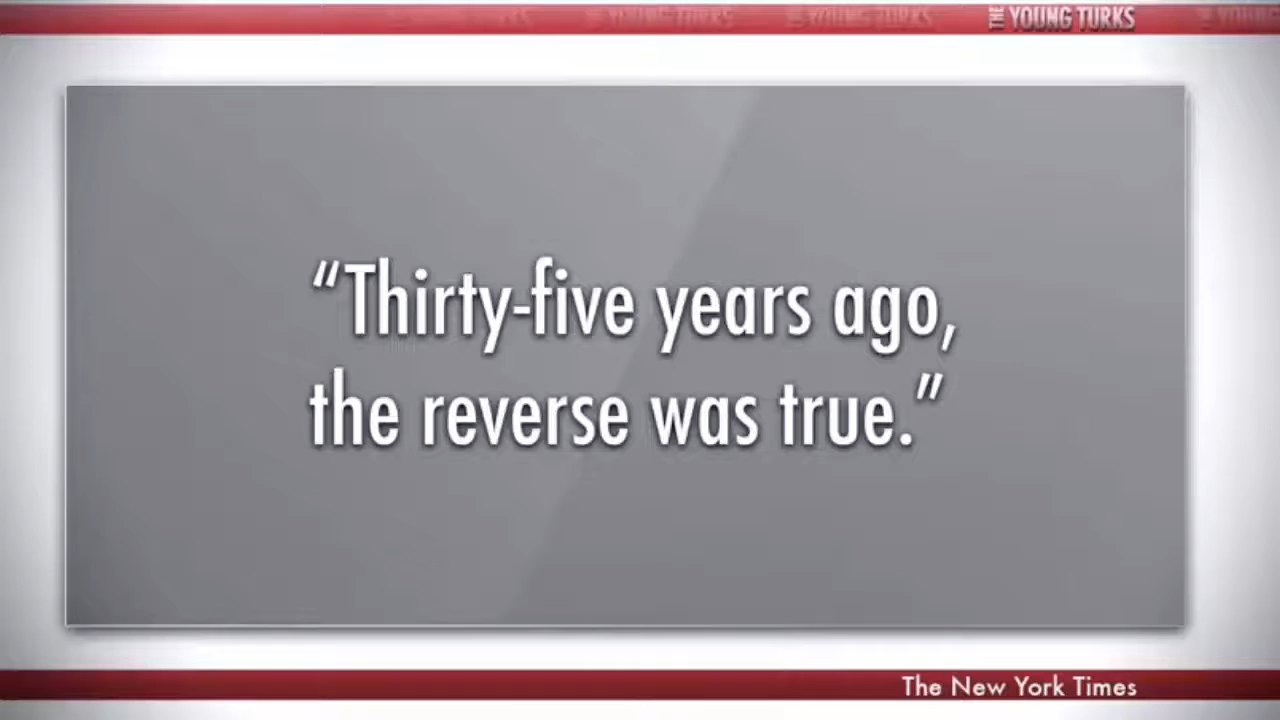 THE YOUNG TURKS
“Thirty-five years ago,
the reverse was true.”
The New York Times